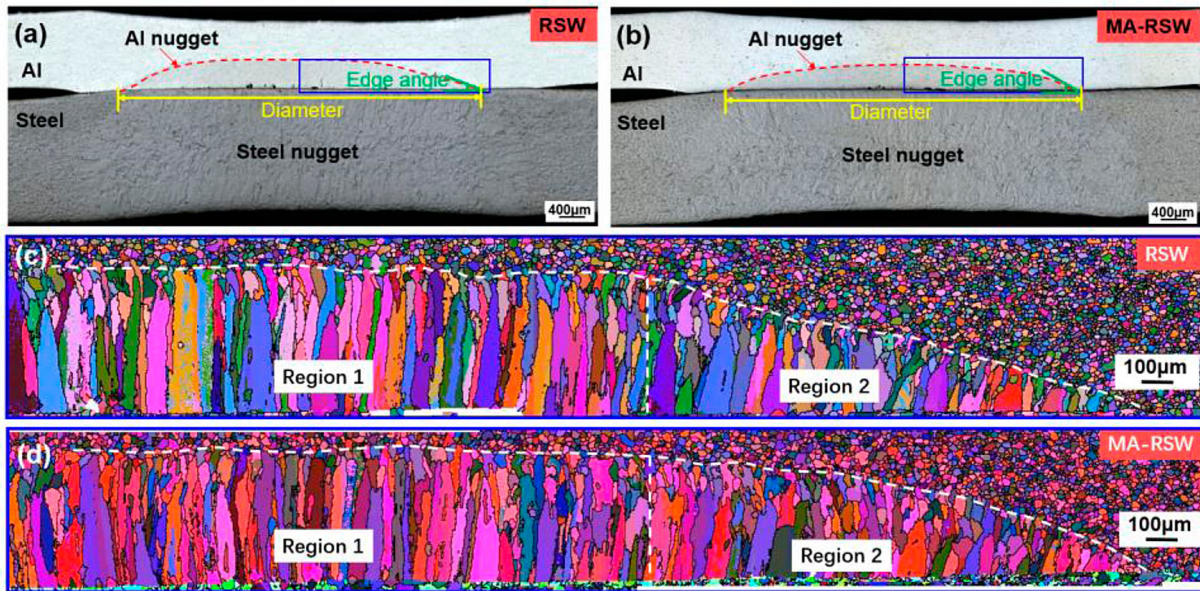 (a)
RSW
Al nugget
Al
Edge angle
Diameter
Steel
Steel nugget
400μm
(b)
MA-RSW
Al nugget
Al
Edge angle
Diameter
Steel
Steel nugget
400μm
(c)
RSW
Region 1
Region 2
100μm
(d)
MA-RSW
Region 1
Region 2
100μm